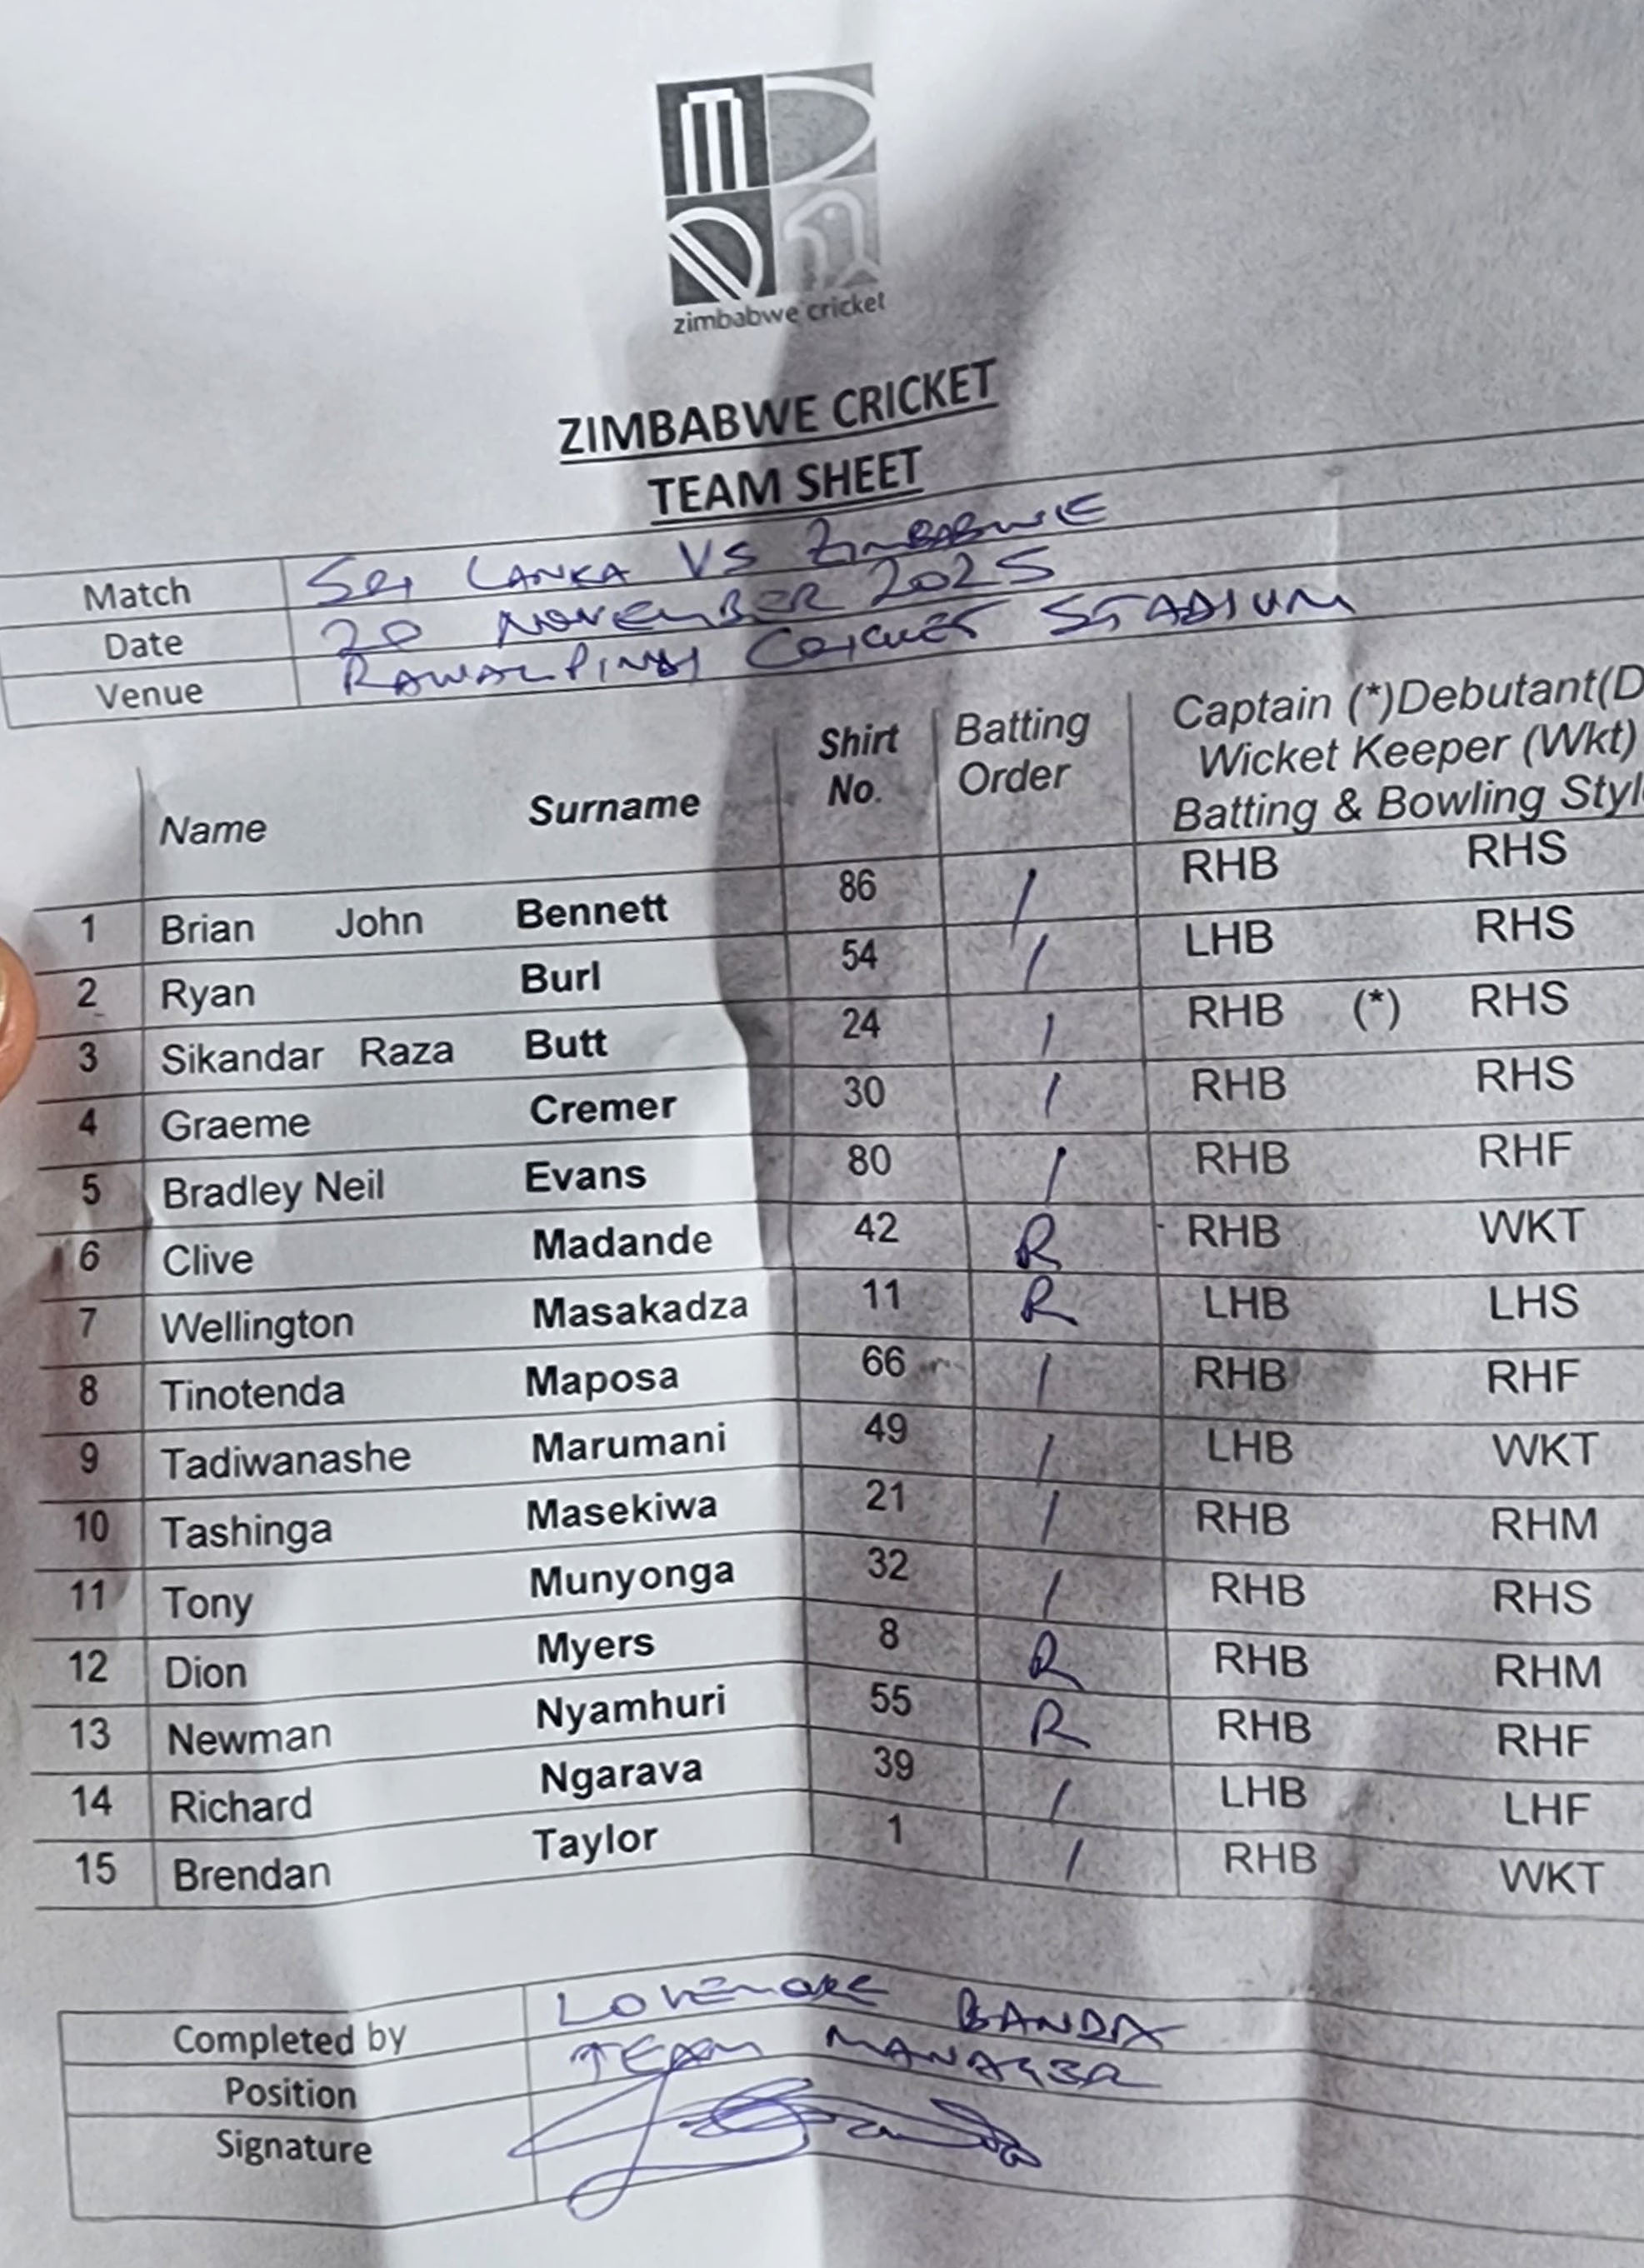 zimbabwe cricket
ZIMBABWE CRICKET
TEAM SHEET
Match SRI LANKA VS ZIMBABWE
Date 20 NOVEMBER 2025
Venue RAWALPINDI CRICKET STADIUM
Name Surname Shirt No. Batting Order Captain (*)Debutant(D Wicket Keeper (Wkt) Batting & Bowling Style
1 Brian John Bennett 86 / RHB RHS
2 Ryan Burl 54 / LHB RHS
3 Sikandar Raza Butt 24 / RHB (*) RHS
4 Graeme Cremer 30 / RHB RHS
5 Bradley Neil Evans 80 / RHB RHF
6 Clive Madande 42 R RHB WKT
7 Wellington Masakadza 11 R LHB LHS
8 Tinotenda Maposa 66 / RHB RHF
9 Tadiwanashe Marumani 49 / LHB WKT
10 Tashinga Masekiwa 21 / RHB RHM
11 Tony Munyonga 32 / RHB RHS
12 Dion Myers 8 R RHB RHM
13 Newman Nyamhuri 55 R RHB RHF
14 Richard Ngarava 39 / LHB LHF
15 Brendan Taylor 1 / RHB WKT
Completed by LOVEMORE BANDA
Position TEAM MANAGER
Signature